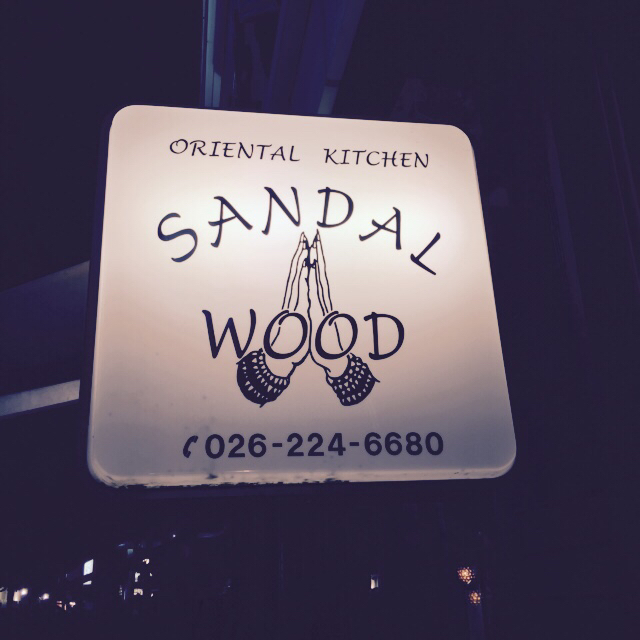 ORIENTAL KITCHEN
SANDAL
WOOD
026-224-6680